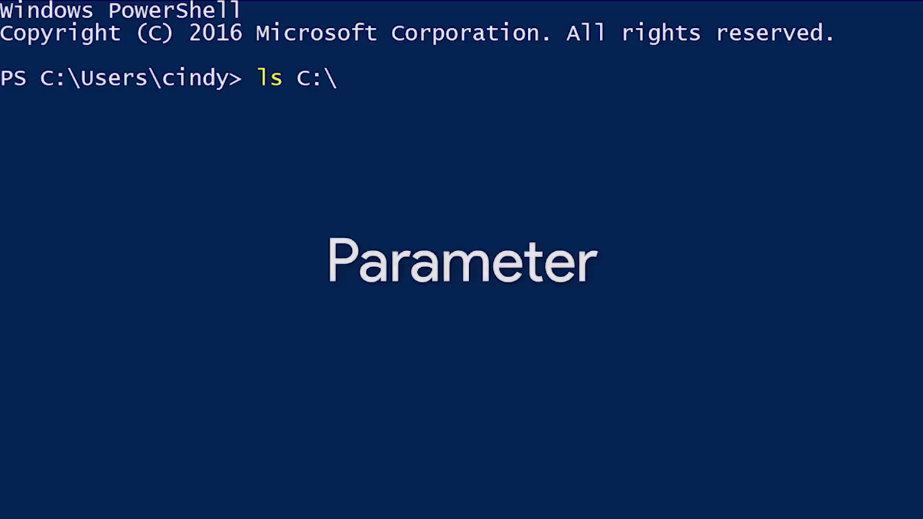 Windows PowerShell
Copyright (C) 2016 Microsoft Corporation. All rights reserved.
PS C:\Users\cindy> ls C:\
Parameter